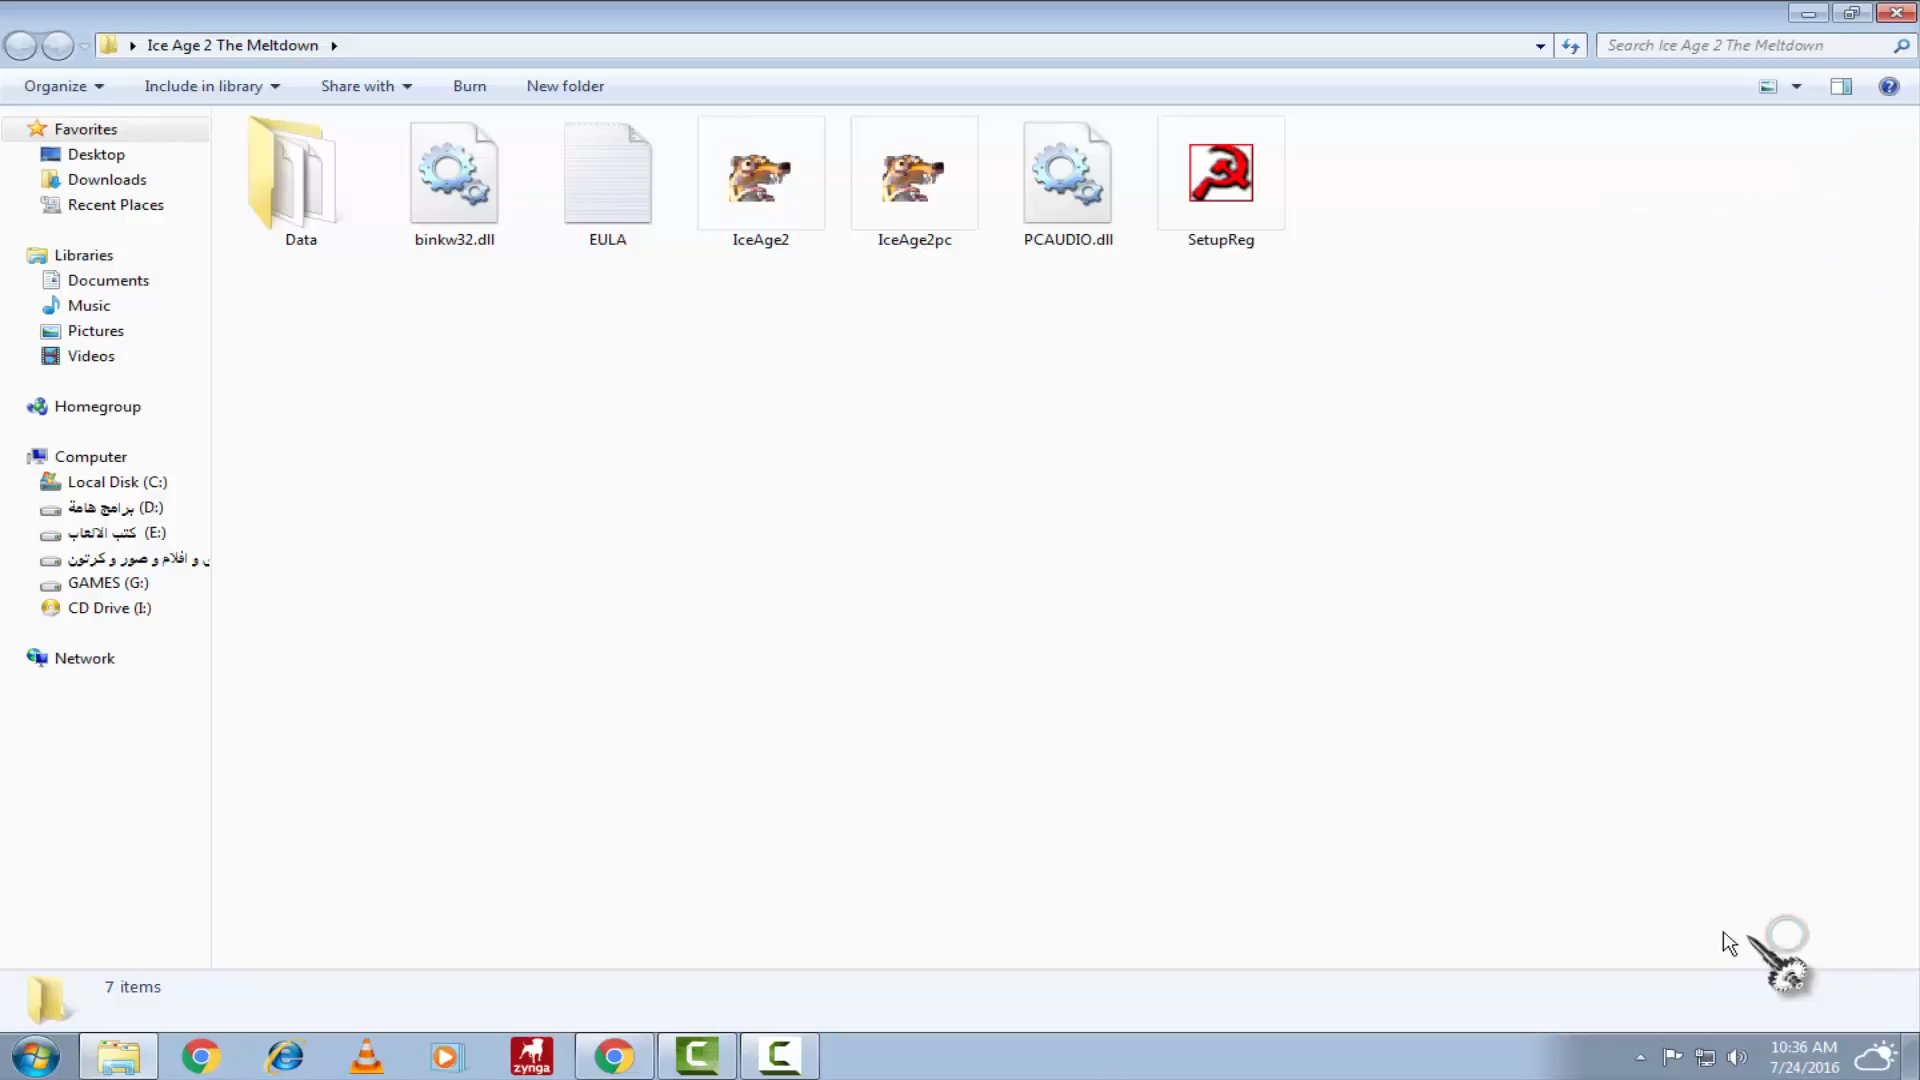 Ice Age 2 The Meltdown
Search Ice Age 2 The Meltdown
Organize
Include in library
Share with
Burn
New folder
Favorites
Desktop
Downloads
Recent Places
Libraries
Documents
Music
Pictures
Videos
Homegroup
Computer
Local Disk (C:)
برامج هامة (D:)
كتب الالعاب (E:)
و افلام و صور و كرتون
GAMES (G:)
CD Drive (I:)
Network
Data
binkw32.dll
EULA
IceAge2
IceAge2pc
PCAUDIO.dll
SetupReg
7 items
zynga
10:36 AM
7/24/2016